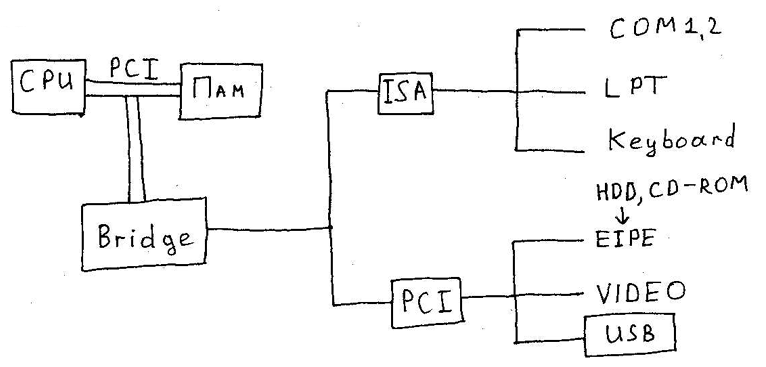 PCI
CPU
Пам
Bridge
ISA
COM1,2
LPT
Keyboard
PCI
HDD, CD-ROM
EIPE
VIDEO
USB